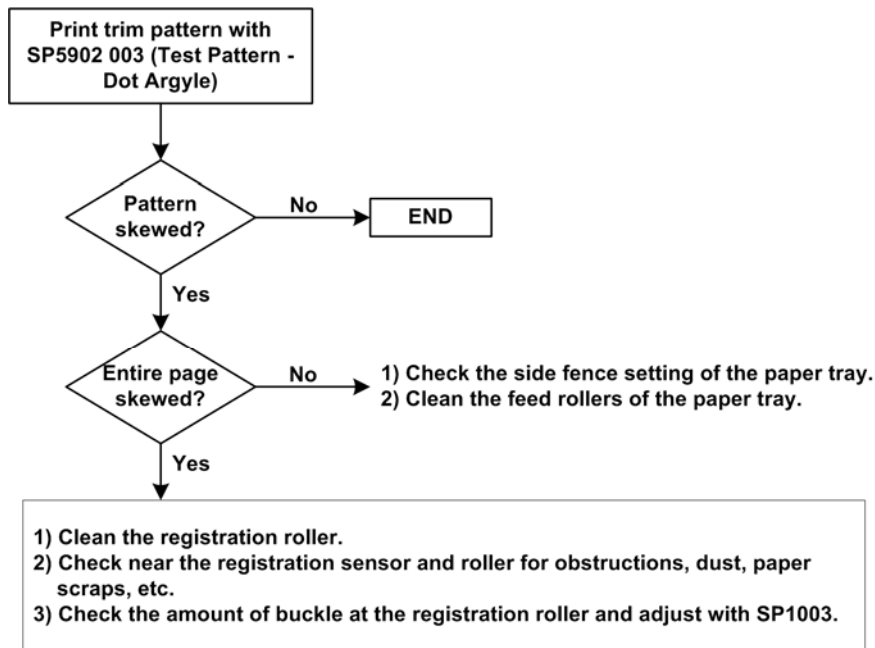 Print trim pattern with
SP5902 003 (Test Pattern -
Dot Argyle)
Pattern
skewed?
No
END
Yes
Entire page
skewed?
No
1) Check the side fence setting of the paper tray.
2) Clean the feed rollers of the paper tray.
Yes
1) Clean the registration roller.
2) Check near the registration sensor and roller for obstructions, dust, paper
scraps, etc.
3) Check the amount of buckle at the registration roller and adjust with SP1003.